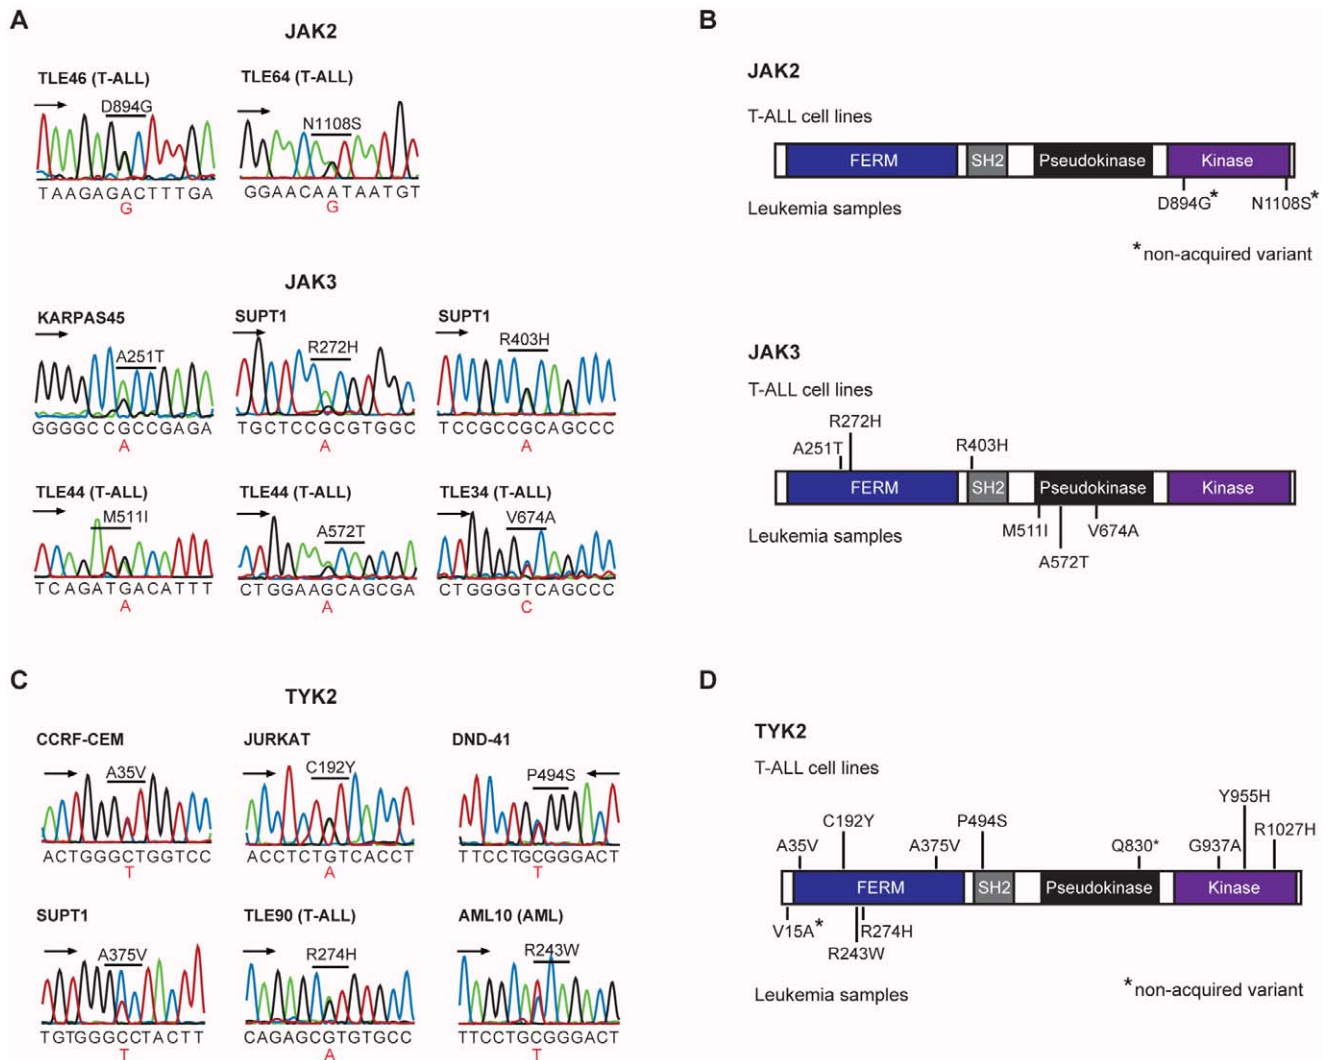 A
JAK2
TLE46 (T-ALL)
D894G
TAAGAGACTTTGA
G
TLE64 (T-ALL)
N1108S
GGAACAATAATGT
G
JAK3
KARPAS45
A251T
GGGGCCGCCGAGA
A
SUPT1
R272H
TGCTCCGCGTGGC
A
SUPT1
R403H
TCCGCCGCAGCCC
A
TLE44 (T-ALL)
M511I
TCAGATGACATTT
A
TLE44 (T-ALL)
A572T
CTGGAAGCAGCGA
A
TLE34 (T-ALL)
V674A
CTGGGGTCAGCCC
C
B
JAK2
T-ALL cell lines
FERM
SH2
Pseudokinase
Kinase
Leukemia samples
D894G*
N1108S*
*non-acquired variant
JAK3
T-ALL cell lines
R272H
A251T
R403H
FERM
SH2
Pseudokinase
Kinase
Leukemia samples
M511I
V674A
A572T
C
TYK2
CCRF-CEM
A35V
ACTGGGCTGGTCC
T
JURKAT
C192Y
ACCTCTGTCACCT
A
DND-41
P494S
TTCCTGCGGGACT
T
SUPT1
A375V
TGTGGGCCTACTT
T
TLE90 (T-ALL)
R274H
CAGAGCGTGTGCC
A
AML10 (AML)
R243W
TTCCTGCGGGACT
T
D
TYK2
T-ALL cell lines
Y955H
C192Y
P494S
R1027H
A35V
A375V
Q830*
G937A
FERM
SH2
Pseudokinase
Kinase
V15A*
R274H
R243W
Leukemia samples
*non-acquired variant